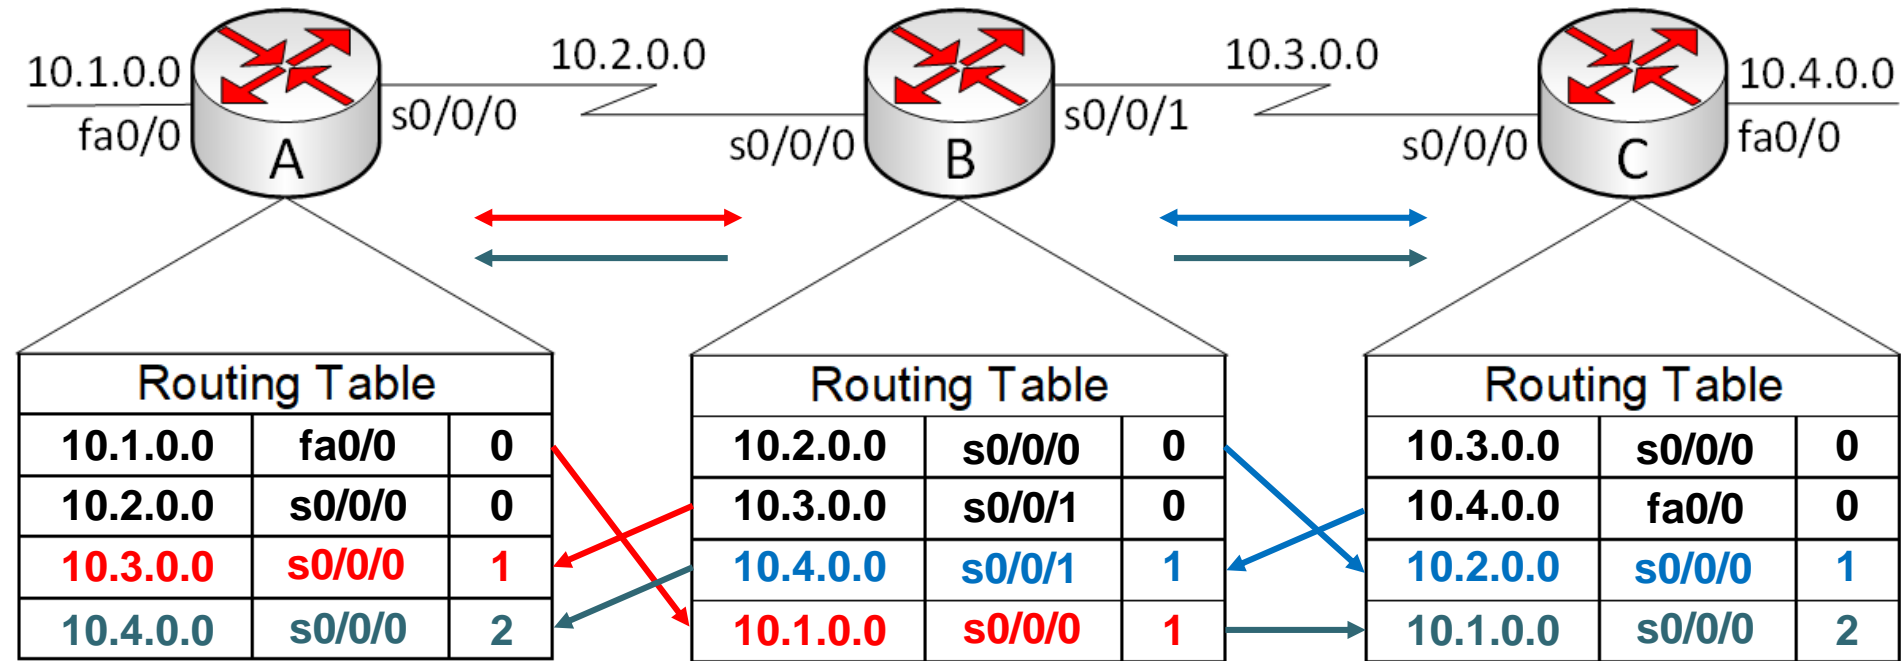 10.1.0.0 10.2.0.0 10.3.0.0 10.4.0.0
fa0/0 s0/0/0 s0/0/0 s0/0/1 s0/0/0 fa0/0
A B C
Routing Table Routing Table Routing Table
10.1.0.0 fa0/0 0 10.2.0.0 s0/0/0 0 10.3.0.0 s0/0/0 0
10.2.0.0 s0/0/0 0 10.3.0.0 s0/0/1 0 10.4.0.0 fa0/0 0
10.3.0.0 s0/0/0 1 10.4.0.0 s0/0/1 1 10.2.0.0 s0/0/0 1
10.4.0.0 s0/0/0 2 10.1.0.0 s0/0/0 1 10.1.0.0 s0/0/0 2